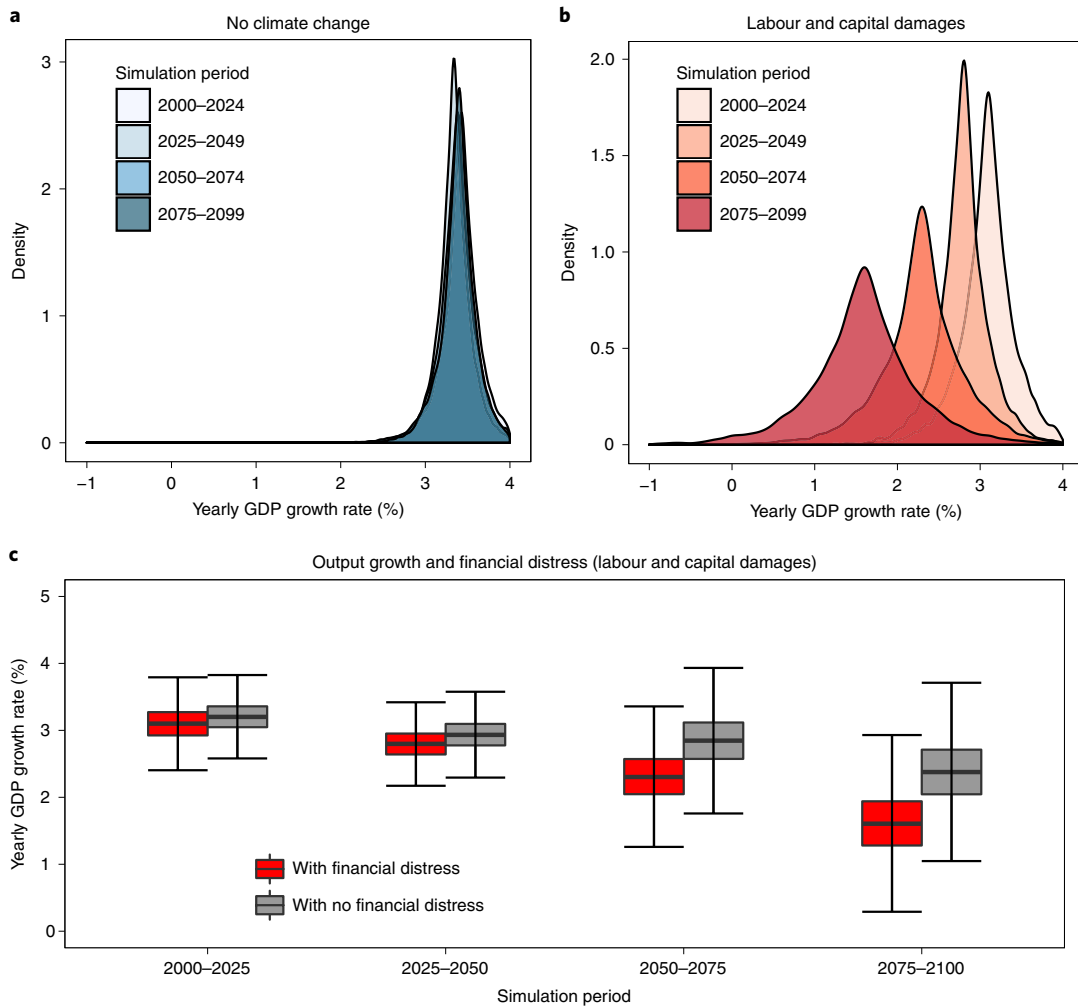 a
No climate change
Simulation period
2000–2024
2025–2049
2050–2074
2075–2099
Density
3
2
1
0
−1
0
1
2
3
4
Yearly GDP growth rate (%)
b
Labour and capital damages
Simulation period
2000–2024
2025–2049
2050–2074
2075–2099
Density
2.0
1.5
1.0
0.5
0
−1
0
1
2
3
4
Yearly GDP growth rate (%)
c
Output growth and financial distress (labour and capital damages)
Yearly GDP growth rate (%)
5
4
3
2
1
0
With financial distress
With no financial distress
2000–2025
2025–2050
2050–2075
2075–2100
Simulation period